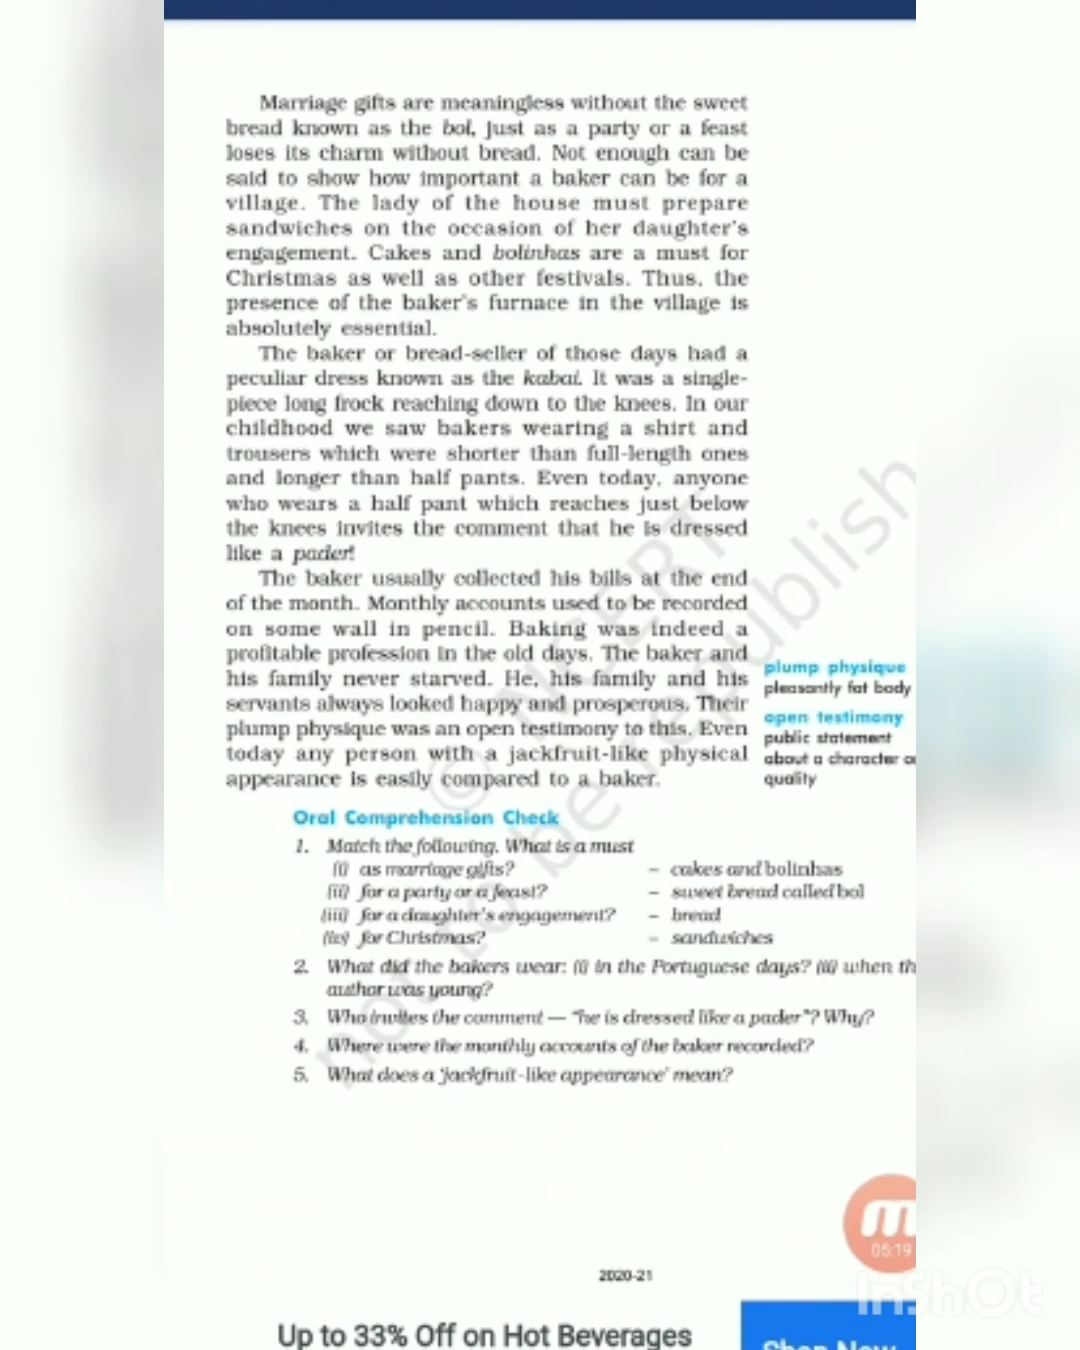 Marriage gifts are meaningless without the sweet
bread known as the bol, just as a party or a feast
loses its charm without bread. Not enough can be
said to show how important a baker can be for a
village. The lady of the house must prepare
sandwiches on the occasion of her daughter's
engagement. Cakes and bolinhas are a must for
Christmas as well as other festivals. Thus, the
presence of the baker's furnace in the village is
absolutely essential.
The baker or bread-seller of those days had a
peculiar dress known as the kabai. It was a single-
piece long frock reaching down to the knees. In our
childhood we saw bakers wearing a shirt and
trousers which were shorter than full-length ones
and longer than half pants. Even today, anyone
who wears a half pant which reaches just below
the knees invites the comment that he is dressed
like a pader!
The baker usually collected his bills at the end
of the month. Monthly accounts used to be recorded
on some wall in pencil. Baking was indeed a
profitable profession in the old days. The baker and
his family never starved. He, his family and his
servants always looked happy and prosperous. Their
plump physique was an open testimony to this. Even
today any person with a jackfruit-like physical
appearance is easily compared to a baker.
plump physique
pleasantly fat body
open testimony
public statement
about a character o
quality
Oral Comprehension Check
1. Match the following. What is a must
(i) as marriage gifts? – cakes and bolinhas
(ii) for a party or a feast? – sweet bread called bol
(iii) for a daughter's engagement? – bread
(iv) for Christmas? – sandwiches
2. What did the bakers wear: (i) in the Portuguese days? (ii) when th
author was young?
3. Who invites the comment — "he is dressed like a pader"? Why?
4. Where were the monthly accounts of the baker recorded?
5. What does a 'jackfruit-like appearance' mean?
© NCERT
not to be republish
05:19
InShOt
2020-21
Up to 33% Off on Hot Beverages
Shop Now